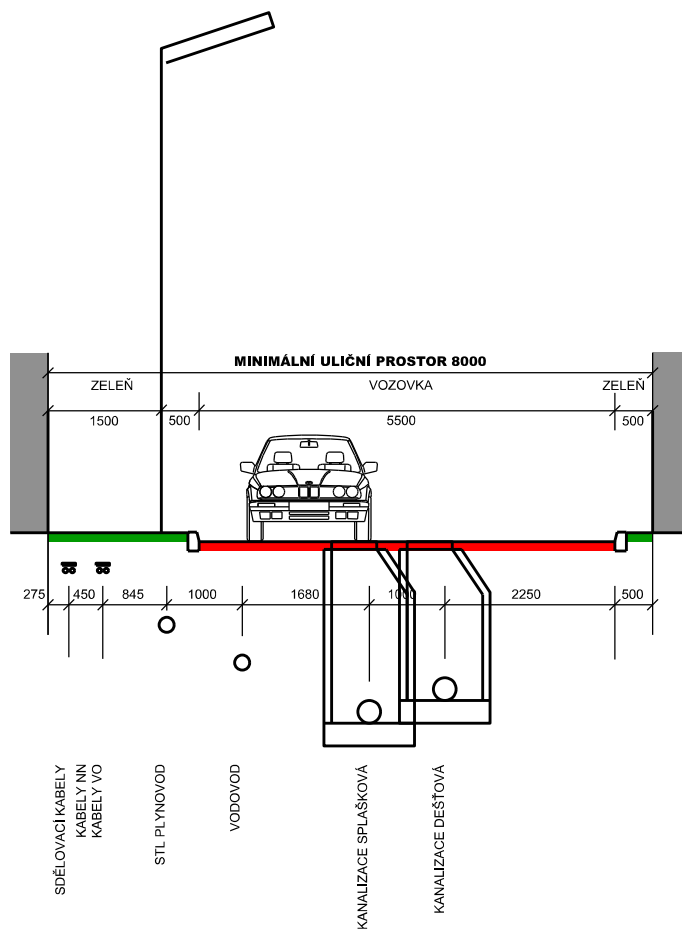 MINIMÁLNÍ ULIČNÍ PROSTOR 8000
ZELEŇ VOZOVKA ZELEŇ
1500 500 5500 500
275 450 845 1000 1680 1000 2250 500
SDĚLOVACÍ KABELY
KABELY NN
KABELY VO
STL PLYNOVOD
VODOVOD
KANALIZACE SPLAŠKOVÁ
KANALIZACE DEŠŤOVÁ